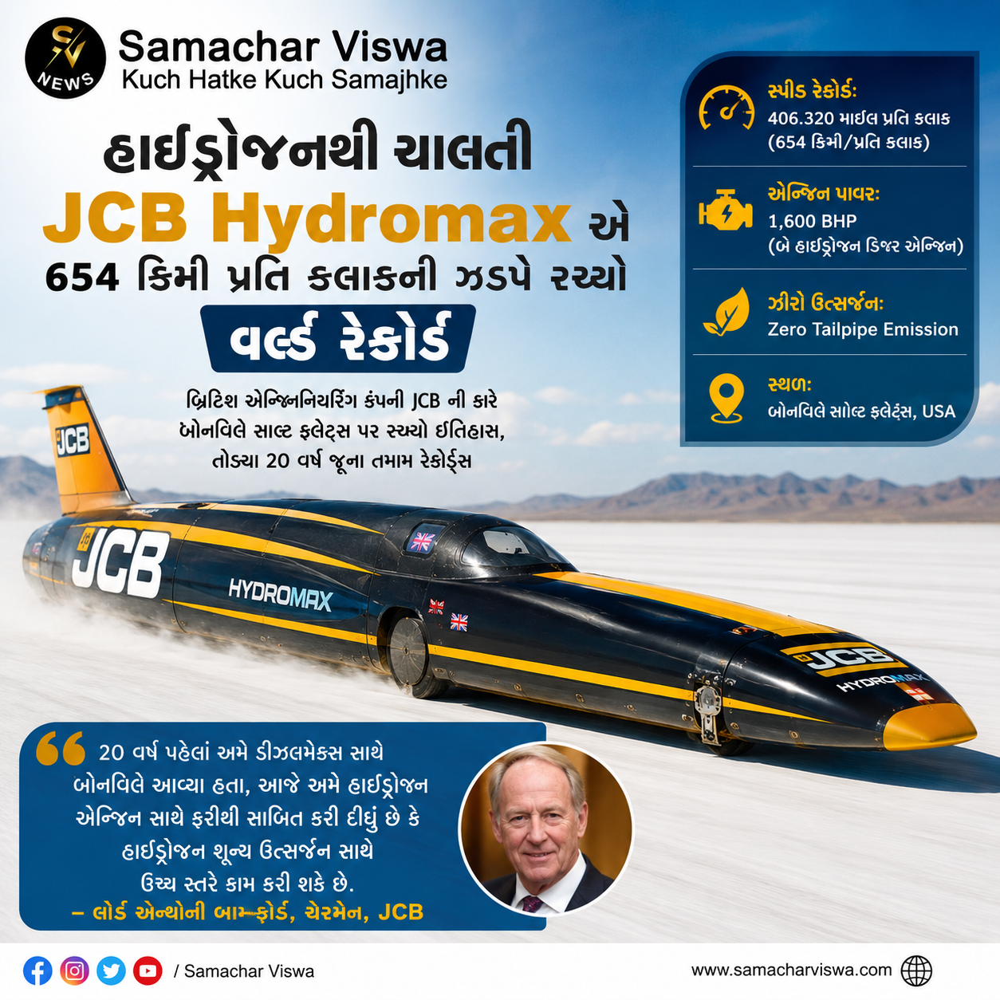 SV
NEWS
Samachar Viswa
Kuch Hatke Kuch Samajhke
હાઈડ્રોજનથી ચાલતી
JCB Hydromax એ
654 કિમી પ્રતિ કલાકની ઝડપે રચ્યો
વર્લ્ડ રેકોર્ડ
બ્રિટિશ એન્જિનનિયરિંગ કંપની JCB ની કારે
બોનવિલે સાલ્ટ ફ્લેટ્સ પર રચ્યો ઈતિહાસ,
તોડ્યા 20 વર્ષ જૂના તમામ રેકોર્ડ્સ
સ્પીડ રેકોર્ડ:
406.320 માઈલ પ્રતિ કલાક
(654 કિમી/પ્રતિ કલાક)
એન્જિન પાવર:
1,600 BHP
(બે હાઈડ્રોજન ડિજર એન્જિન)
ઝીરો ઉત્સર્જન:
Zero Tailpipe Emission
સ્થળ:
બોનવિલે સાોલ્ટ ફ્લેટ્સ, USA
JCB
JCB
HYDROMAX
JCB
HYDROMAX
20 વર્ષ પહેલાં અમે ડીઝલમેક્સ સાથે
બોનવિલે આવ્યા હતા, આજે અમે હાઈડ્રોજન
એન્જિન સાથે ફરીથી સાબિત કરી દીધું છે કે
હાઈડ્રોજન શૂન્ય ઉત્સર્જન સાથે
ઉચ્ચ સ્તરે કામ કરી શકે છે.
– લોર્ડ એન્થોની બામ્ફોર્ડ, ચેરમેન, JCB
/ Samachar Viswa
www.samacharviswa.com